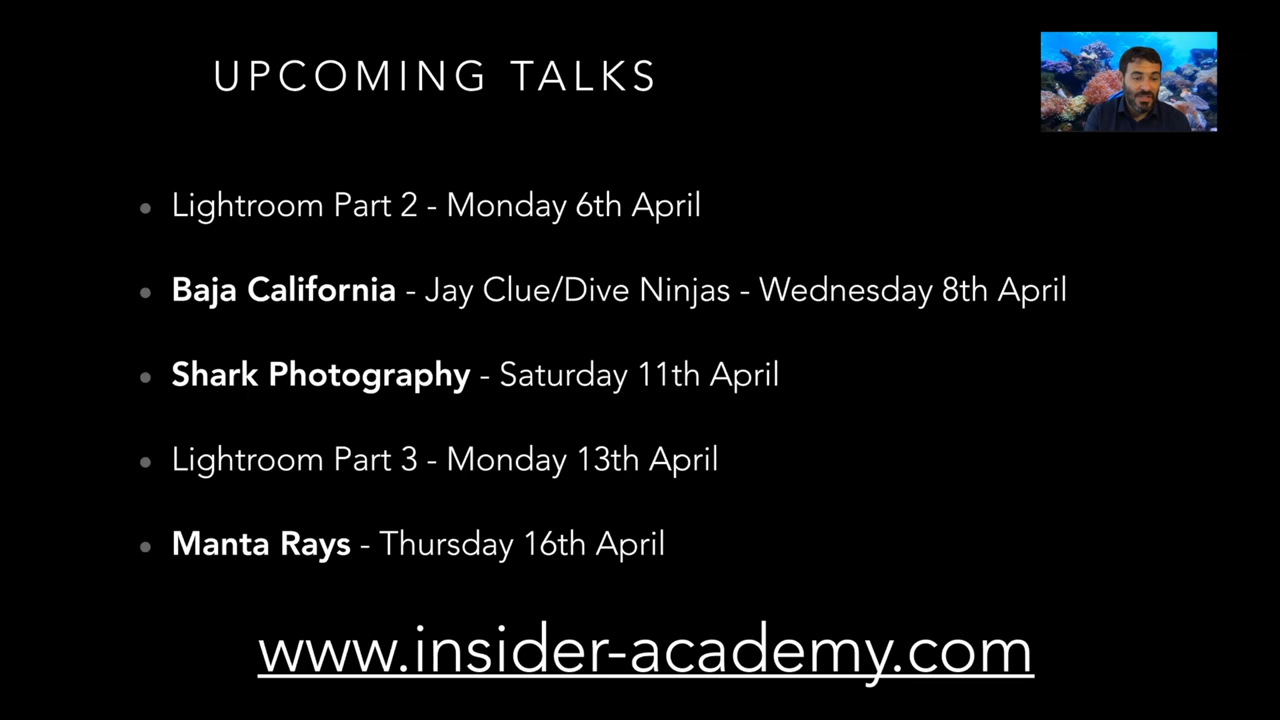 UPCOMING TALKS
Lightroom Part 2 - Monday 6th April
Baja California - Jay Clue/Dive Ninjas - Wednesday 8th April
Shark Photography - Saturday 11th April
Lightroom Part 3 - Monday 13th April
Manta Rays - Thursday 16th April
www.insider-academy.com